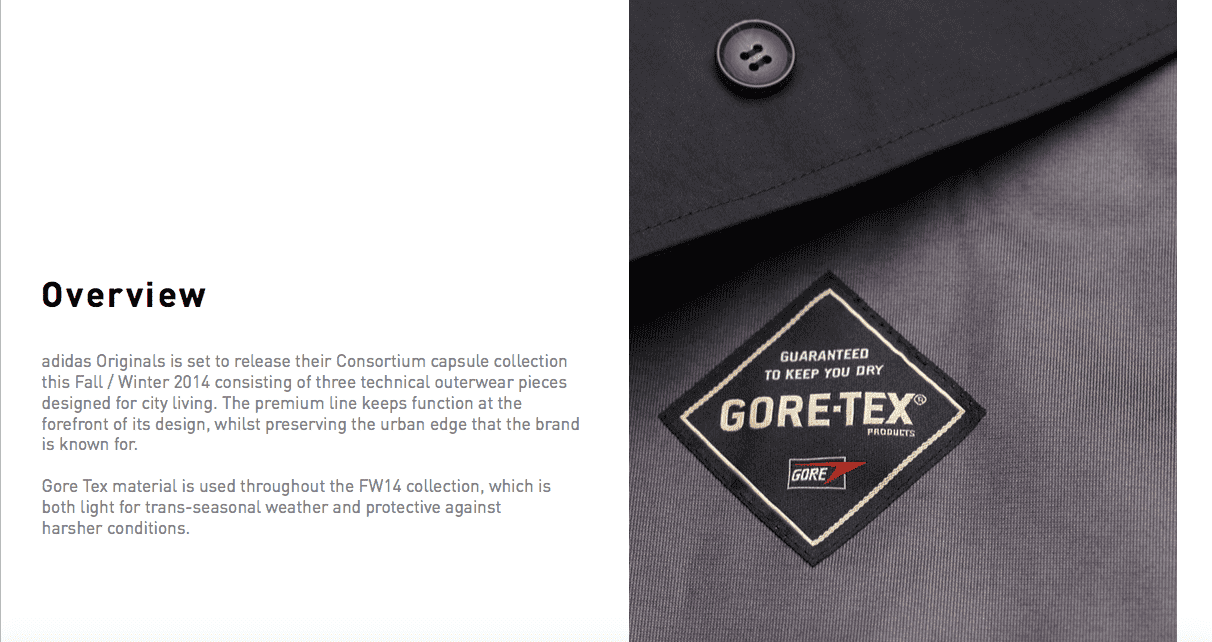 Overview
adidas Originals is set to release their Consortium capsule collection
this Fall / Winter 2014 consisting of three technical outerwear pieces
designed for city living. The premium line keeps function at the
forefront of its design, whilst preserving the urban edge that the brand
is known for.
Gore Tex material is used throughout the FW14 collection, which is
both light for trans-seasonal weather and protective against
harsher conditions.
GUARANTEED
TO KEEP YOU DRY
GORE-TEX®
PRODUCTS
GORE